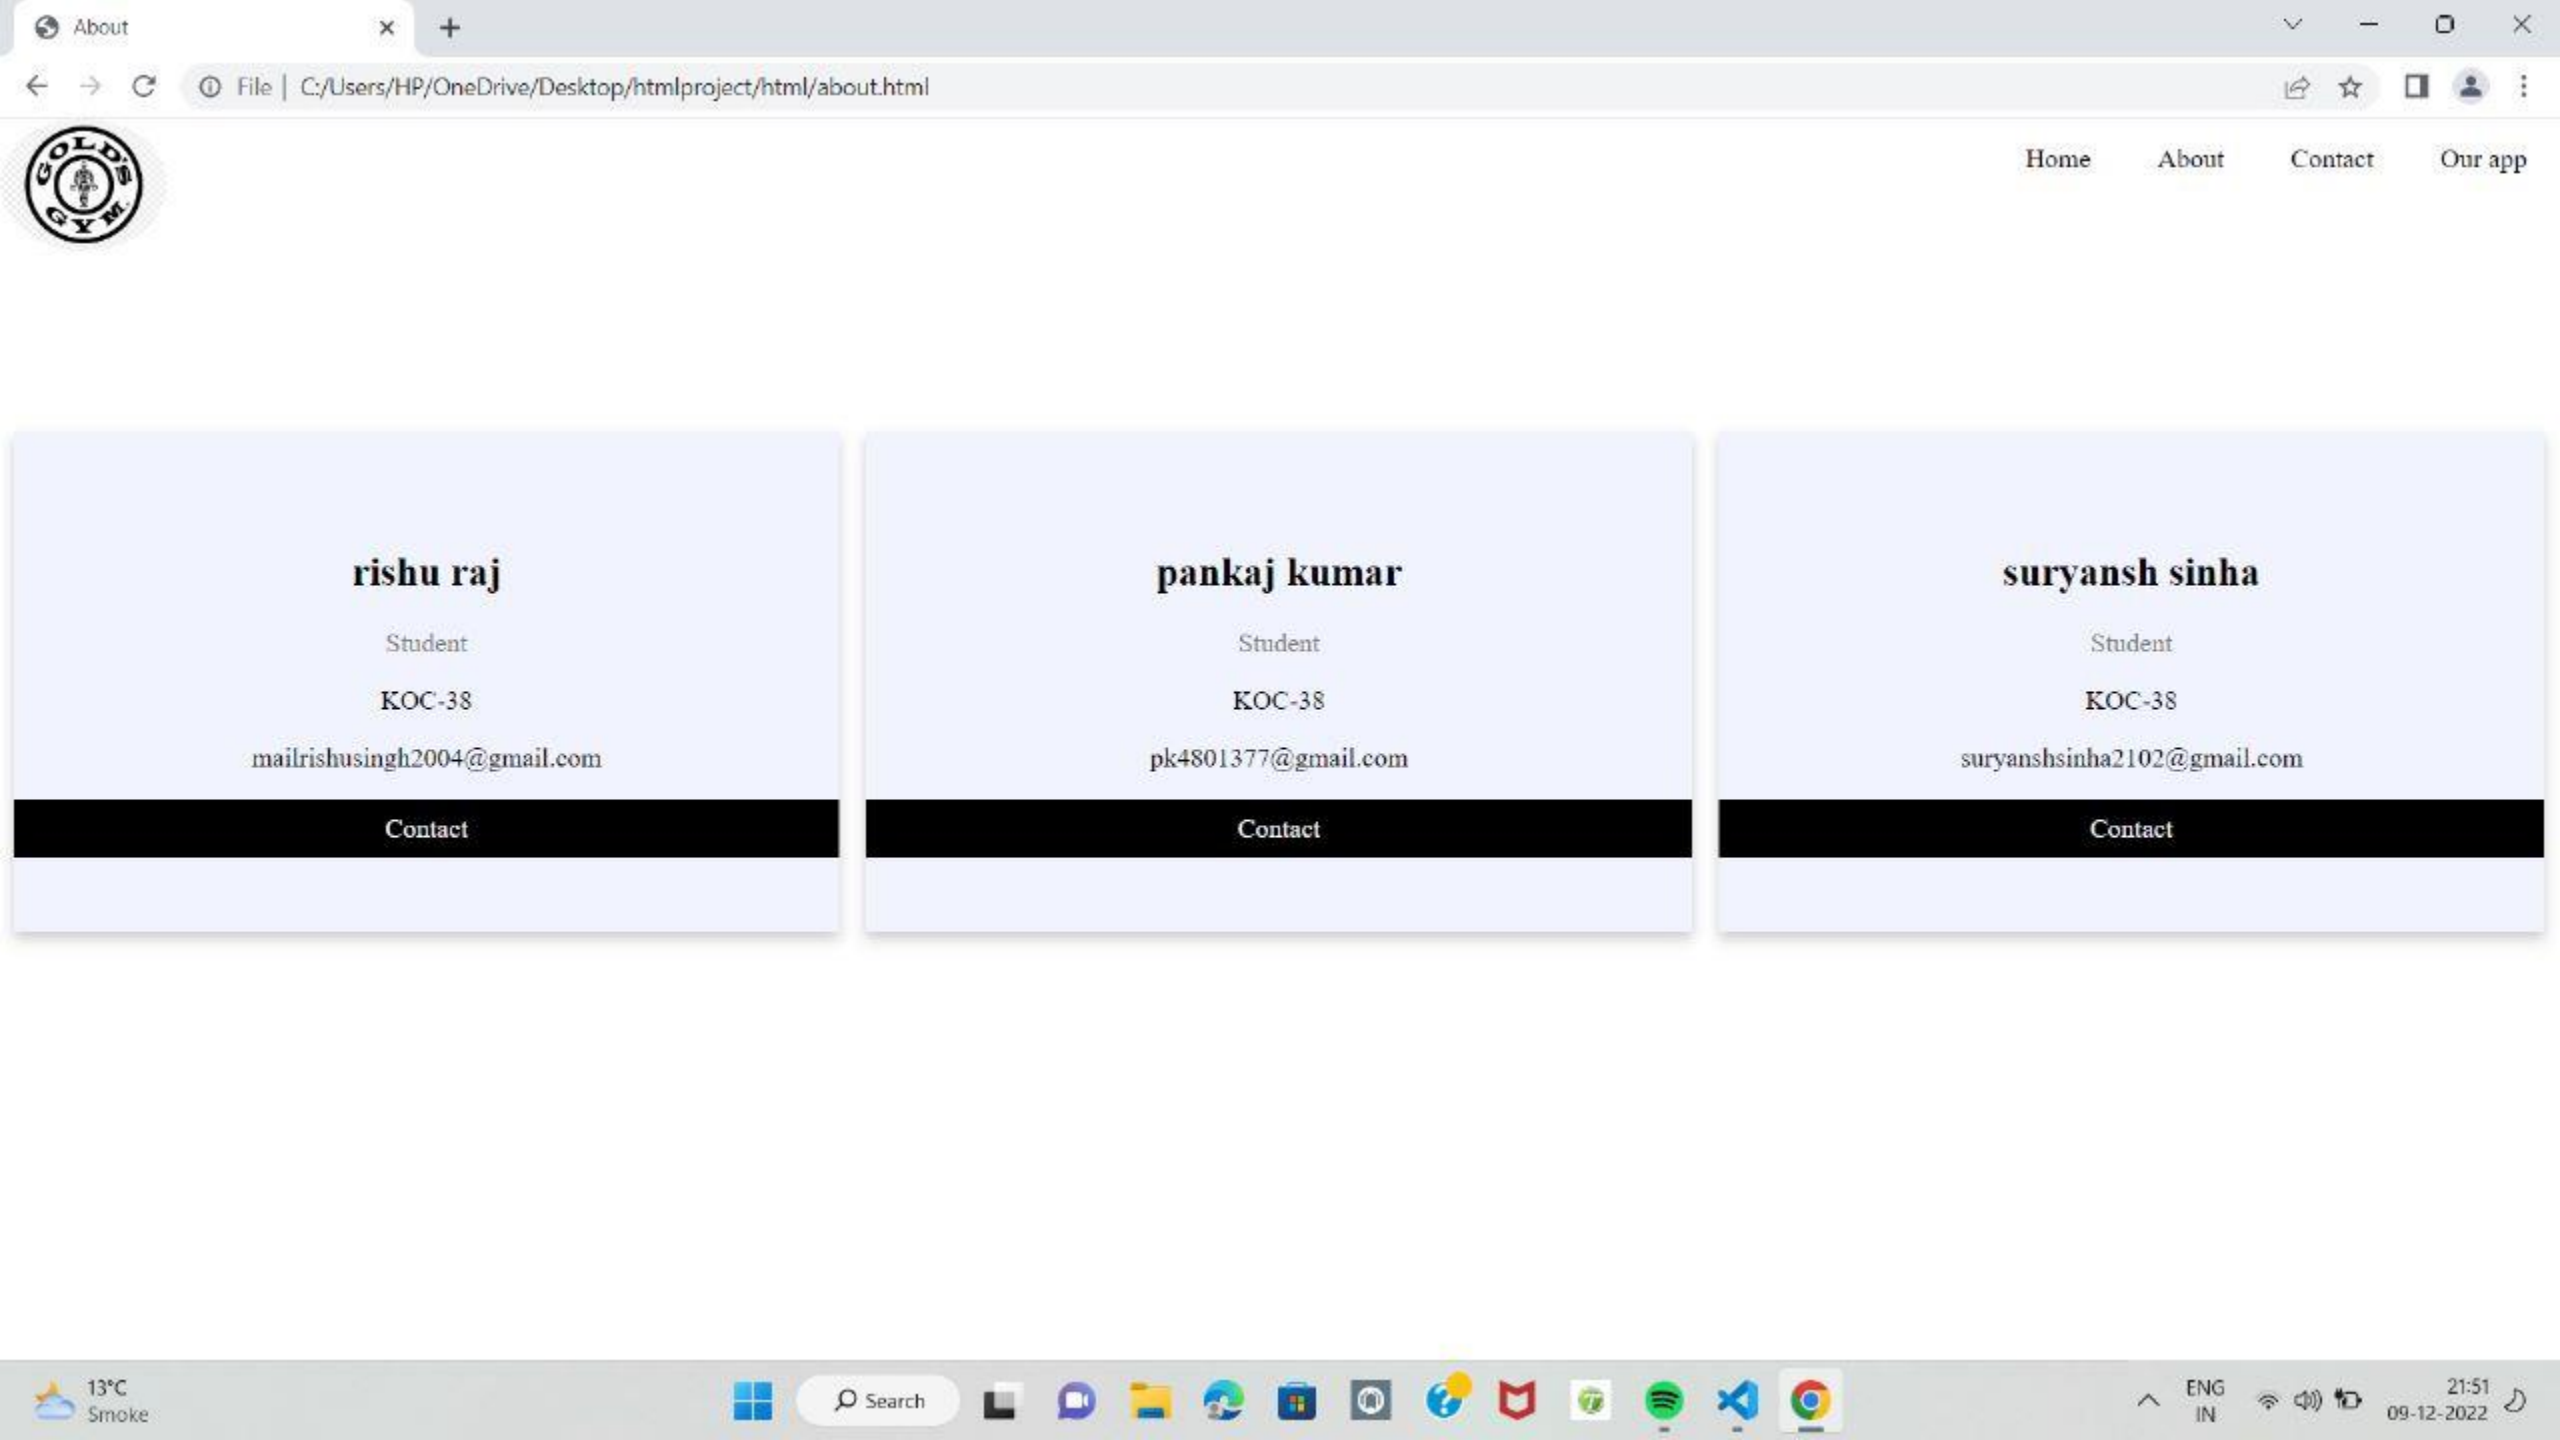 About
File | C:/Users/HP/OneDrive/Desktop/htmlproject/html/about.html
GOLD'S GYM
Home About Contact Our app
rishu raj
Student
KOC-38
mailrishusingh2004@gmail.com
Contact
pankaj kumar
Student
KOC-38
pk4801377@gmail.com
Contact
suryansh sinha
Student
KOC-38
suryanshsinha2102@gmail.com
Contact
13°C
Smoke
Search
ENG
IN
21:51
09-12-2022